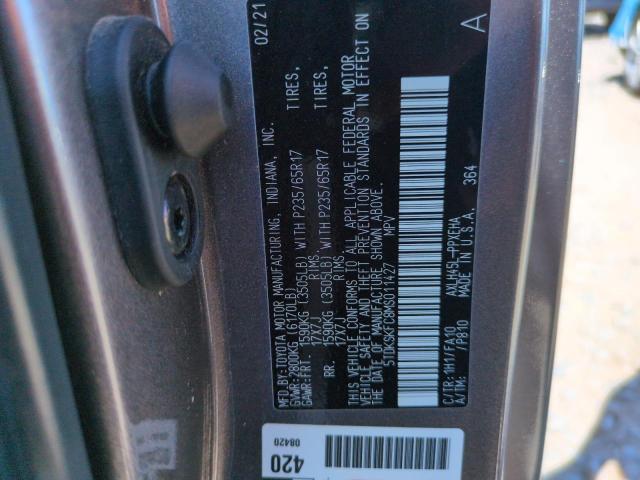 MFD.BY:TOYOTA MOTOR MANUFACTURING, INDIANA, INC. 02/21
GVWR:2800KG (6170LB)
GAWR:FRT. 1590KG (3505LB) WITH P235/65R17 TIRES,
17X7J RIMS
RR. 1590KG (3505LB) WITH P235/65R17 TIRES,
17X7J RIMS
THIS VEHICLE CONFORMS TO ALL APPLICABLE FEDERAL MOTOR
VEHICLE SAFETY AND THEFT PREVENTION STANDARDS IN EFFECT ON
THE DATE OF MANUFACTURE SHOWN ABOVE.
5TDKSKFC8MS011427 MPV
C/TR:1H1/FA10 AXLH45L-PPXCHA
A/TM: /P810 MADE IN U.S.A. 364
A
420
08420